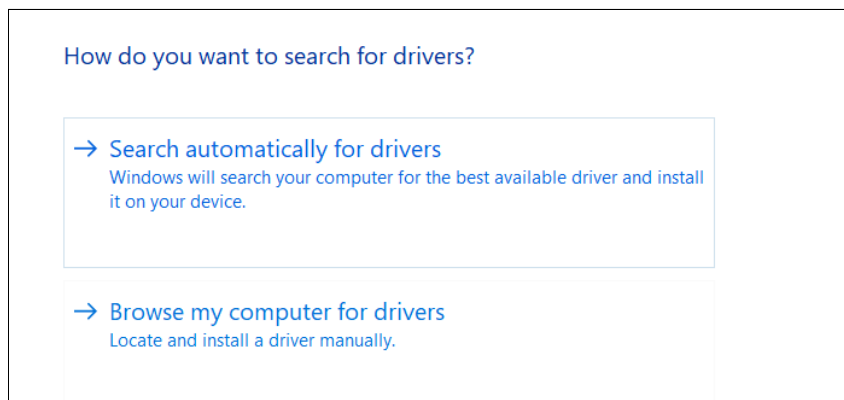 How do you want to search for drivers?
Search automatically for drivers
Windows will search your computer for the best available driver and install
it on your device.
Browse my computer for drivers
Locate and install a driver manually.